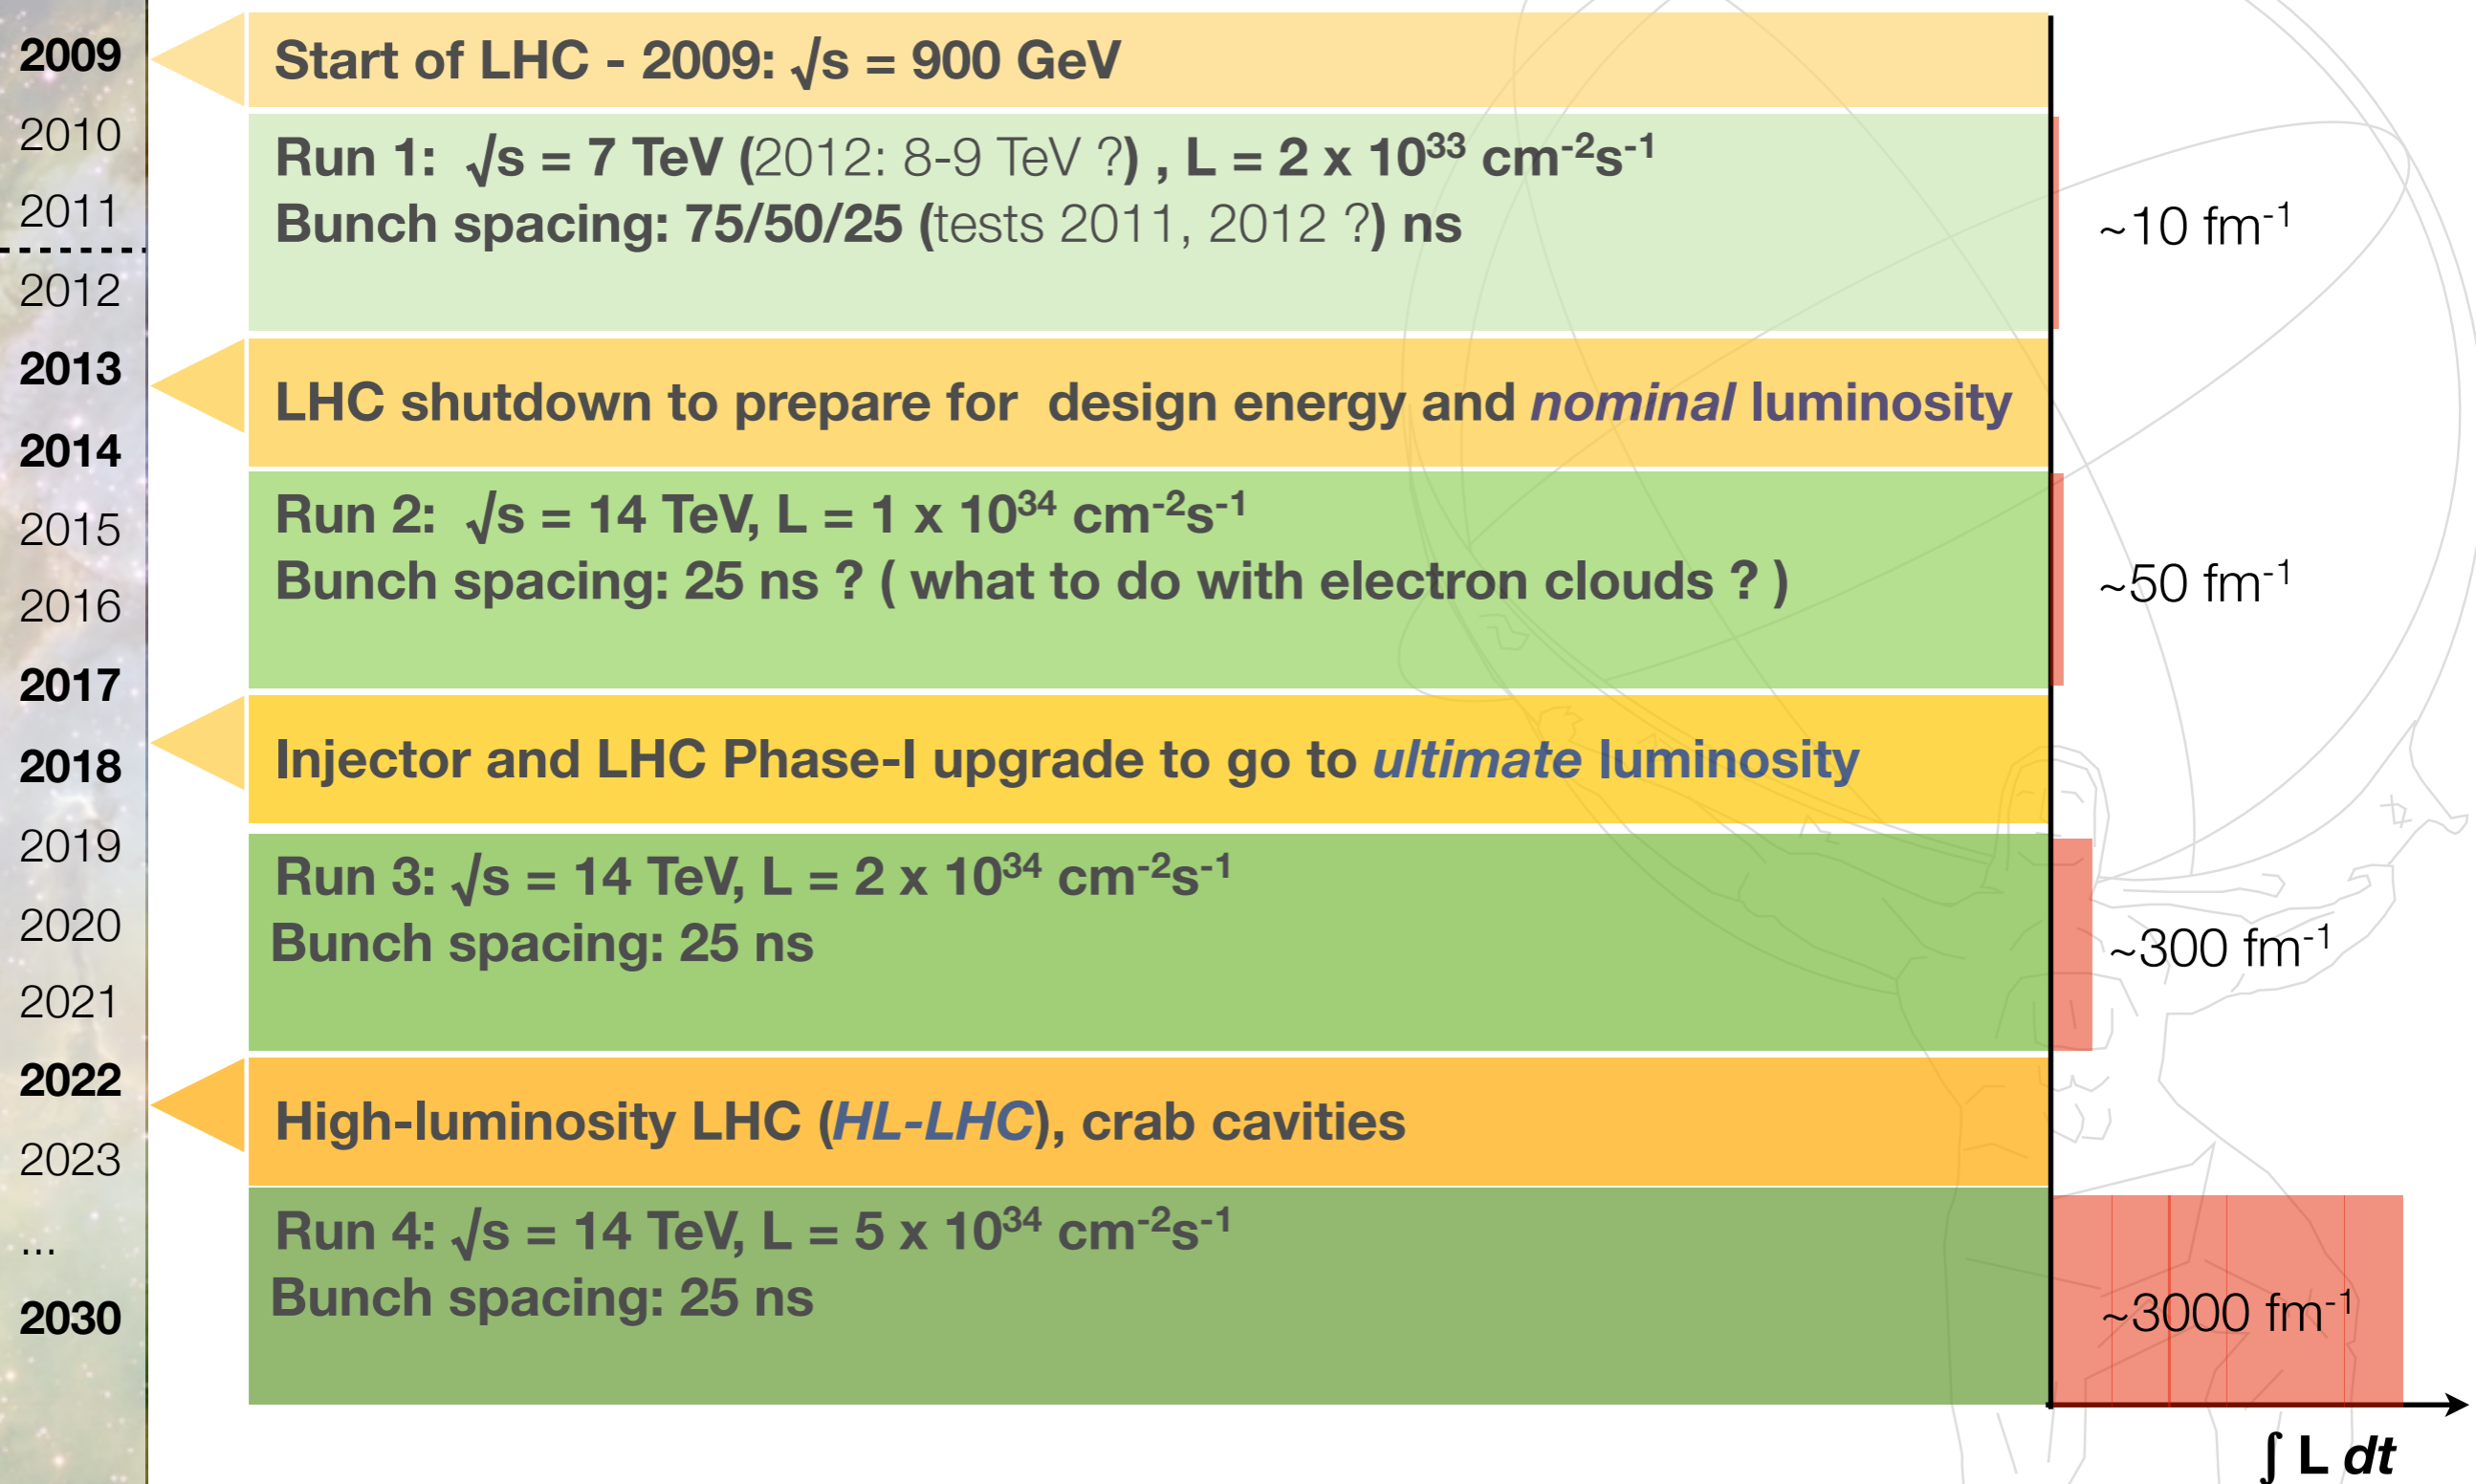 2009
Start of LHC - 2009: √s = 900 GeV
2010
2011
2012
Run 1: √s = 7 TeV (2012: 8-9 TeV ?) , L = 2 x 10³³ cm⁻²s⁻¹
Bunch spacing: 75/50/25 (tests 2011, 2012 ?) ns
~10 fm⁻¹
2013
2014
LHC shutdown to prepare for design energy and nominal luminosity
2015
2016
2017
Run 2: √s = 14 TeV, L = 1 x 10³⁴ cm⁻²s⁻¹
Bunch spacing: 25 ns ? ( what to do with electron clouds ? )
~50 fm⁻¹
2018
Injector and LHC Phase-I upgrade to go to ultimate luminosity
2019
2020
2021
Run 3: √s = 14 TeV, L = 2 x 10³⁴ cm⁻²s⁻¹
Bunch spacing: 25 ns
~300 fm⁻¹
2022
2023
High-luminosity LHC (HL-LHC), crab cavities
...
2030
Run 4: √s = 14 TeV, L = 5 x 10³⁴ cm⁻²s⁻¹
Bunch spacing: 25 ns
~3000 fm⁻¹
∫ L dt